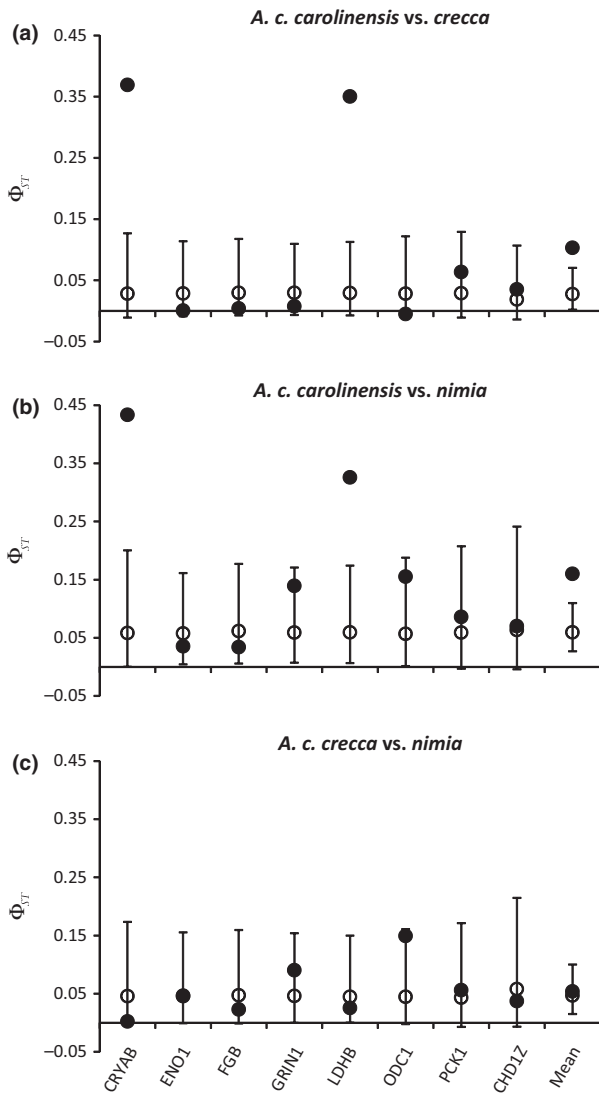 (a)
A. c. carolinensis vs. crecca
0.45
0.35
0.25
0.15
0.05
–0.05
ΦST
(b)
A. c. carolinensis vs. nimia
0.45
0.35
0.25
0.15
0.05
–0.05
ΦST
(c)
A. c. crecca vs. nimia
0.45
0.35
0.25
0.15
0.05
–0.05
ΦST
CRYAB
ENO1
FGB
GRIN1
LDHB
ODC1
PCK1
CHD1Z
Mean